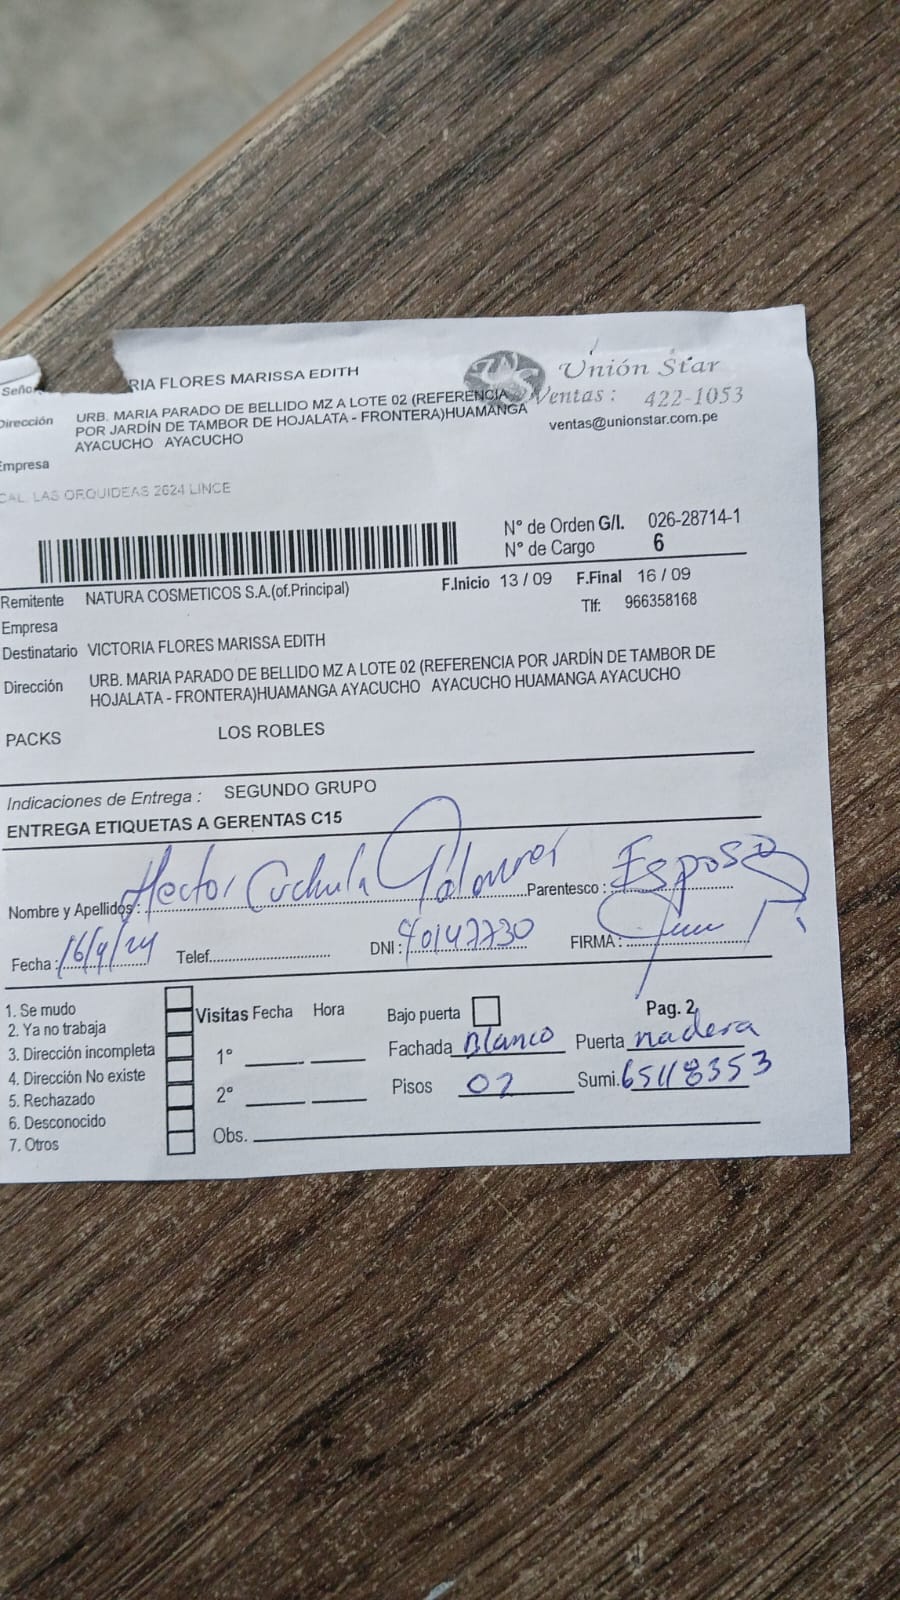 Señor
RIA FLORES MARISSA EDITH
Unión Star
Dirección URB. MARIA PARADO DE BELLIDO MZ A LOTE 02 (REFERENCIA
POR JARDÍN DE TAMBOR DE HOJALATA - FRONTERA)HUAMANGA
AYACUCHO AYACUCHO
Ventas: 422-1053
ventas@unionstar.com.pe
Empresa
CAL. LAS ORQUIDEAS 2624 LINCE
N° de Orden G/I. 026-28714-1
N° de Cargo 6
Remitente NATURA COSMETICOS S.A.(of.Principal) F.Inicio 13 / 09 F.Final 16 / 09
Empresa Tlf: 966358168
Destinatario VICTORIA FLORES MARISSA EDITH
Dirección URB. MARIA PARADO DE BELLIDO MZ A LOTE 02 (REFERENCIA POR JARDÍN DE TAMBOR DE
HOJALATA - FRONTERA)HUAMANGA AYACUCHO AYACUCHO HUAMANGA AYACUCHO
PACKS LOS ROBLES
Indicaciones de Entrega : SEGUNDO GRUPO
ENTREGA ETIQUETAS A GERENTAS C15
Nombre y Apellidos: Hector Parentesco: Esposo
Fecha: 16/9/24 Telef. DNI: 40147730 FIRMA:
1. Se mudo
2. Ya no trabaja
3. Dirección incompleta
4. Dirección No existe
5. Rechazado
6. Desconocido
7. Otros
Visitas Fecha Hora
1°
2°
Obs.
Bajo puerta Pag. 2
Fachada Blanco Puerta madera
Pisos 02 Sumi. 65118353